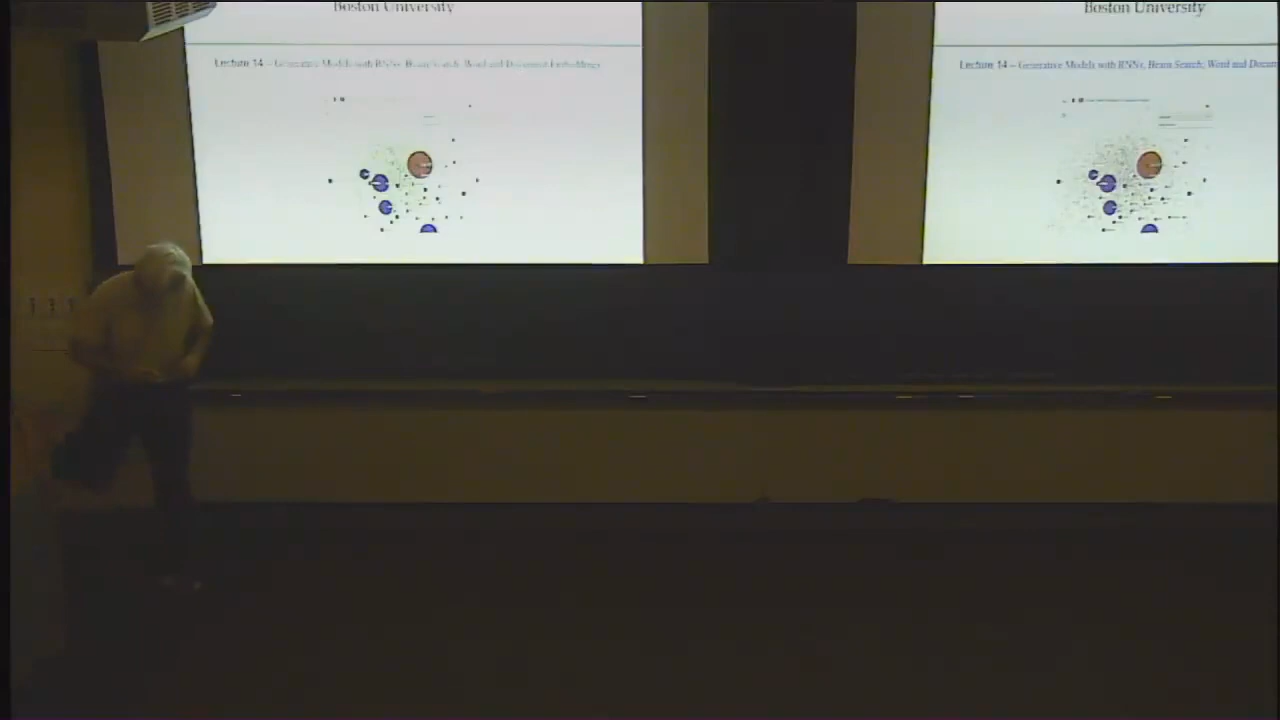 Boston University
Lecture 14 – Generative Models with RNNs, Beam Search, Word and Document Embeddings
Boston University
Lecture 14 – Generative Models with RNNs, Beam Search; Word and Docum